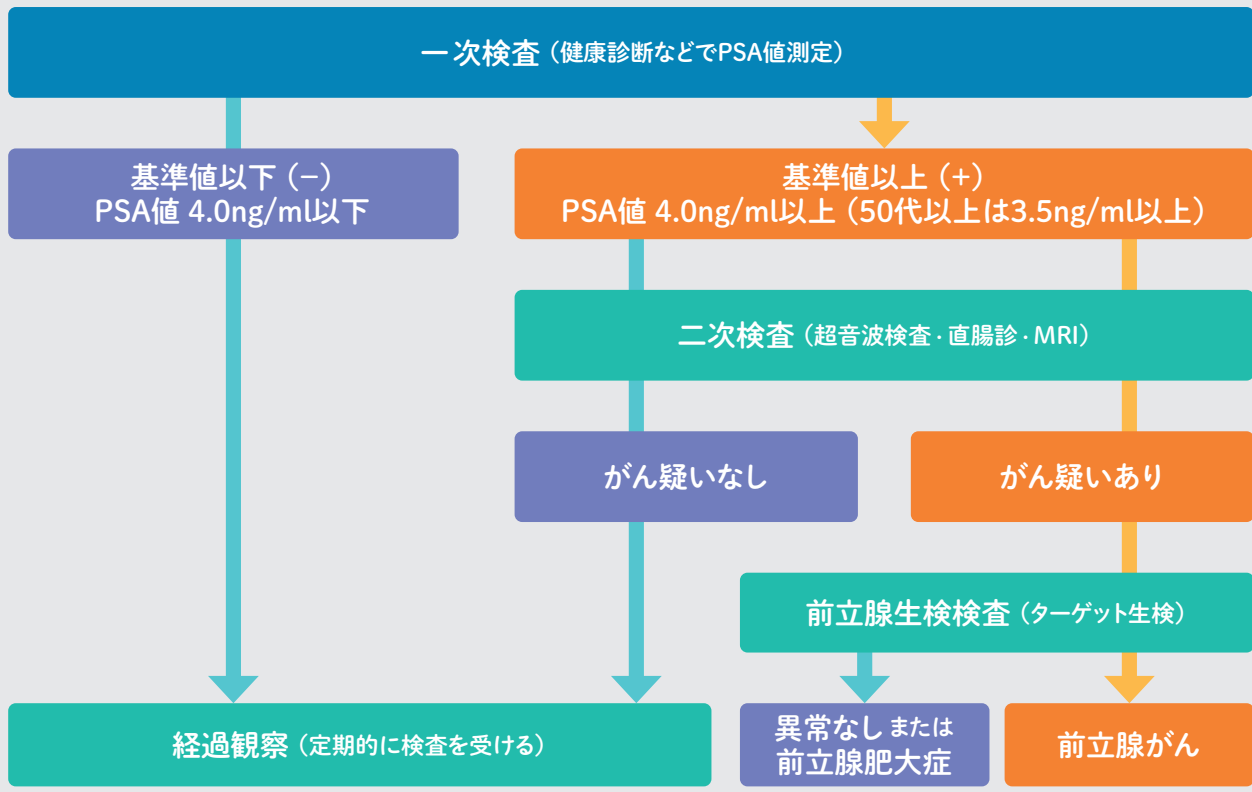 一次検査（健康診断などでPSA値測定）
基準値以下（−）
PSA値 4.0ng/ml以下
基準値以上（+）
PSA値 4.0ng/ml以上（50代以上は3.5ng/ml以上）
二次検査（超音波検査・直腸診・MRI）
がん疑いなし
がん疑いあり
前立腺生検検査（ターゲット生検）
経過観察（定期的に検査を受ける）
異常なし または
前立腺肥大症
前立腺がん